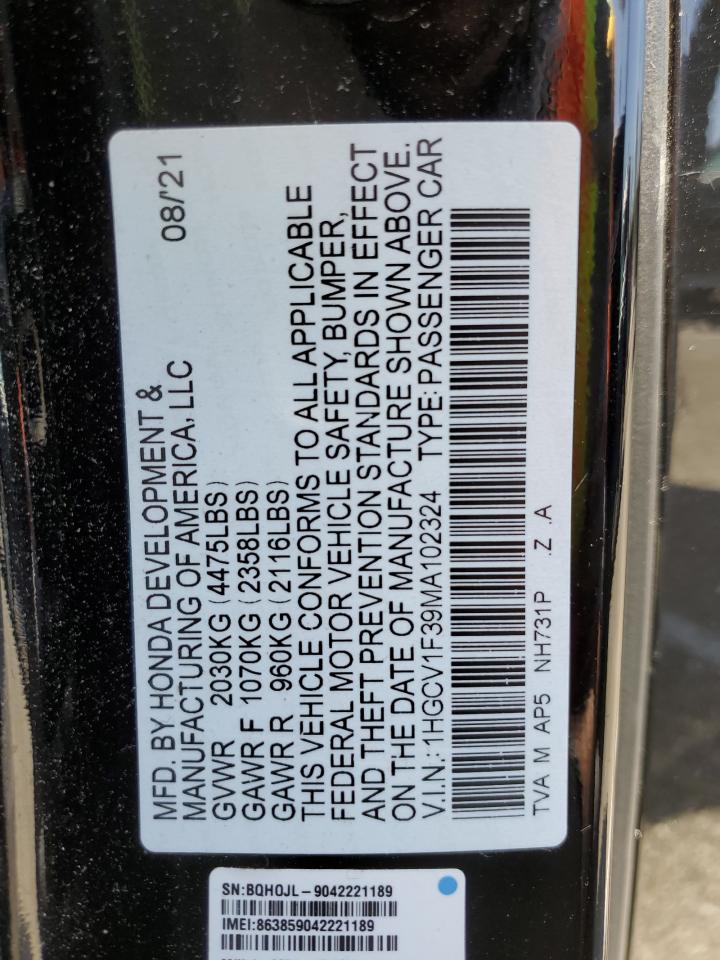 MFD. BY HONDA DEVELOPMENT & 08/'21
MANUFACTURING OF AMERICA, LLC
GVWR 2030KG (4475LBS)
GAWR F 1070KG (2358LBS)
GAWR R 960KG (2116LBS)
THIS VEHICLE CONFORMS TO ALL APPLICABLE
FEDERAL MOTOR VEHICLE SAFETY, BUMPER,
AND THEFT PREVENTION STANDARDS IN EFFECT
ON THE DATE OF MANUFACTURE SHOWN ABOVE.
V.I.N.: 1HGCV1F39MA102324 TYPE: PASSENGER CAR
TVA M AP5 NH731P .Z .A
SN:BQHOJL-9042221189
IMEI:863859042221189